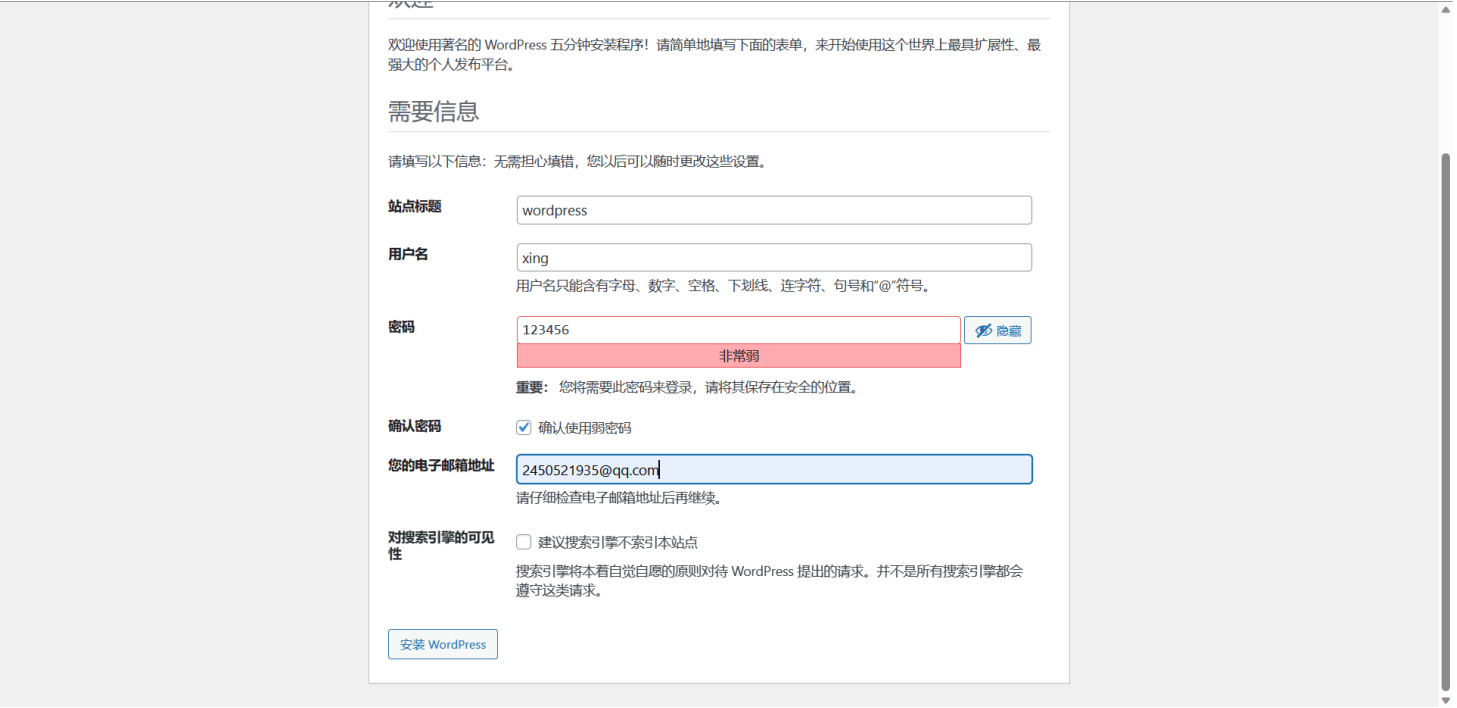 欢迎
欢迎使用著名的 WordPress 五分钟安装程序！请简单地填写下面的表单，来开始使用这个世界上最具扩展性、最
强大的个人发布平台。
需要信息
请填写以下信息：无需担心填错，您以后可以随时更改这些设置。
站点标题
wordpress
用户名
xing
用户名只能含有字母、数字、空格、下划线、连字符、句号和“@”符号。
密码
123456
隐藏
非常弱
重要： 您将需要此密码来登录，请将其保存在安全的位置。
确认密码
确认使用弱密码
您的电子邮箱地址
2450521935@qq.com
请仔细检查电子邮箱地址后再继续。
对搜索引擎的可见
性
建议搜索引擎不索引本站点
搜索引擎将本着自觉自愿的原则对待 WordPress 提出的请求。并不是所有搜索引擎都会
遵守这类请求。
安装 WordPress